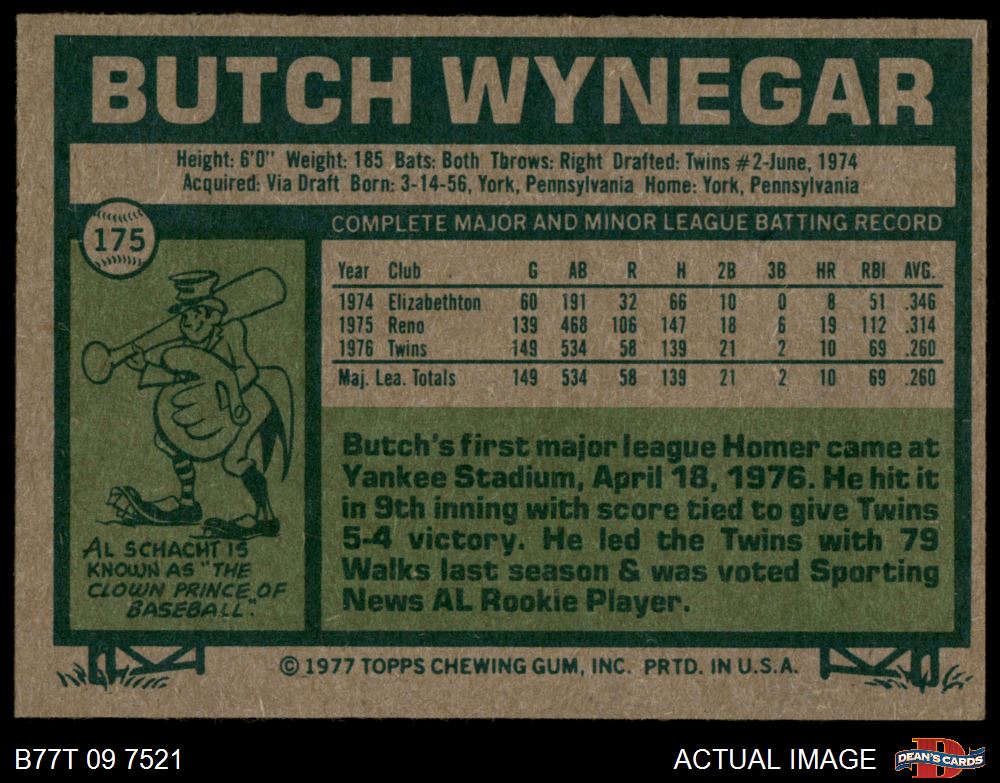 BUTCH WYNEGAR
Height: 6'0" Weight: 185 Bats: Both Throws: Right Drafted: Twins #2-June, 1974
Acquired: Via Draft Born: 3-14-56, York, Pennsylvania Home: York, Pennsylvania
175
COMPLETE MAJOR AND MINOR LEAGUE BATTING RECORD
Year Club G AB R H 2B 3B HR RBI AVG.
1974 Elizabethton 60 191 32 66 10 0 8 51 .346
1975 Reno 139 468 106 147 18 6 19 112 .314
1976 Twins 149 534 58 139 21 2 10 69 .260
Maj. Lea. Totals 149 534 58 139 21 2 10 69 .260
AL SCHACHT IS
KNOWN AS "THE
CLOWN PRINCE OF
BASEBALL".
Butch's first major league Homer came at
Yankee Stadium, April 18, 1976. He hit it
in 9th inning with score tied to give Twins
5-4 victory. He led the Twins with 79
Walks last season & was voted Sporting
News AL Rookie Player.
© 1977 TOPPS CHEWING GUM, INC. PRTD. IN U.S.A.
B77T 09 7521
ACTUAL IMAGE
D
DEAN'S CARDS